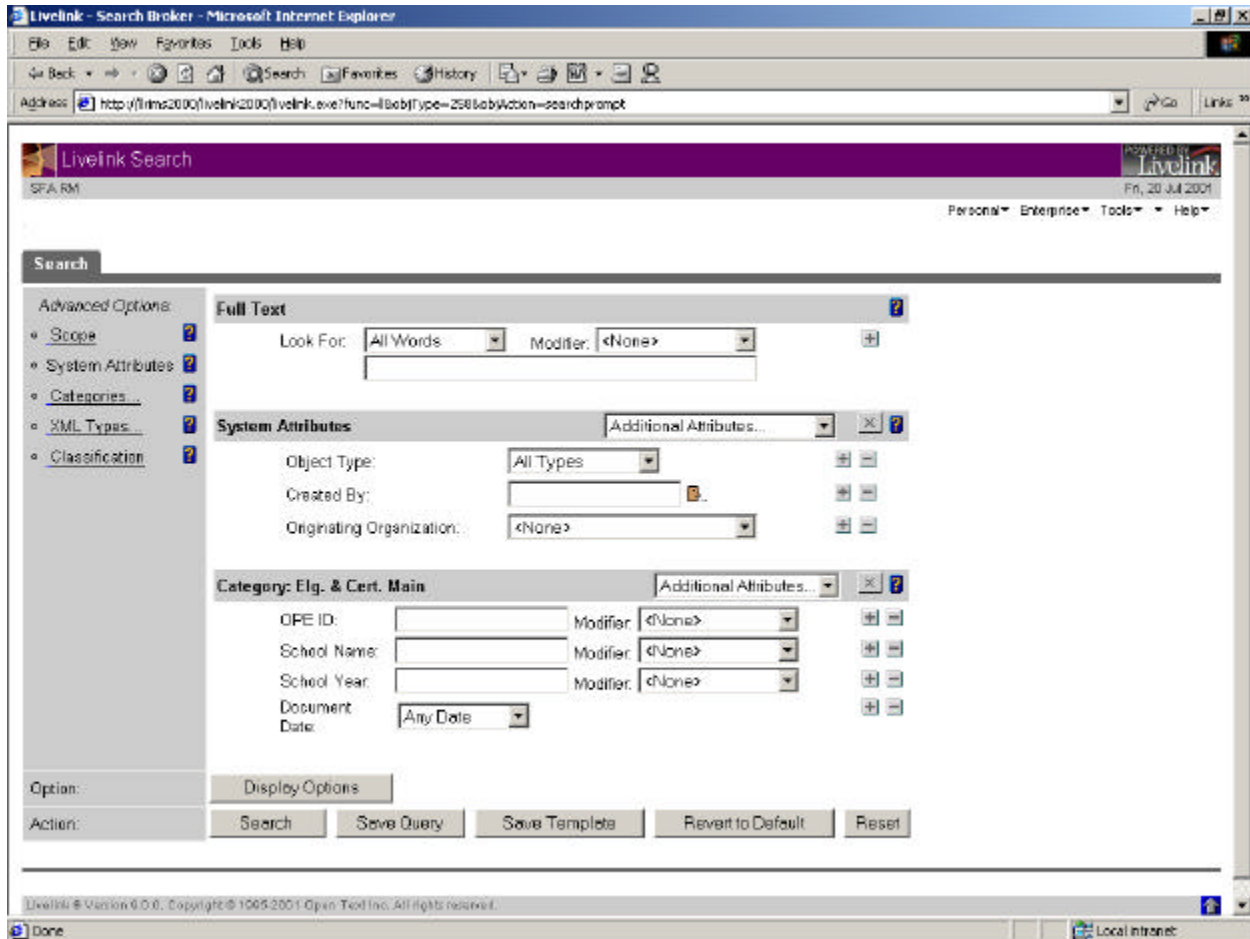 Livelink - Search Broker - Microsoft Internet Explorer
File Edit View Favorites Tools Help
Back Search Favorites History
Address http://lirims2000/livelink2000/livelink.exe?func=ll&objType=258&objAction=searchprompt Go Links »
Livelink Search POWERED BY Livelink
SFA RM Fri, 20 Jul 2001
Personal Enterprise Tools Help
Search
Advanced Options:
Scope
System Attributes
Categories...
XML Types...
Classification
Full Text
Look For: All Words Modifier: <None>
System Attributes Additional Attributes...
Object Type: All Types
Created By:
Originating Organization: <None>
Category: Elg. & Cert. Main Additional Attributes...
OPE ID: Modifier: <None>
School Name: Modifier: <None>
School Year: Modifier: <None>
Document
Date: Any Date
Option: Display Options
Action: Search Save Query Save Template Revert to Default Reset
Livelink ® Version 9.0.0. Copyright © 1995-2001 Open Text Inc. All rights reserved.
Done Local intranet